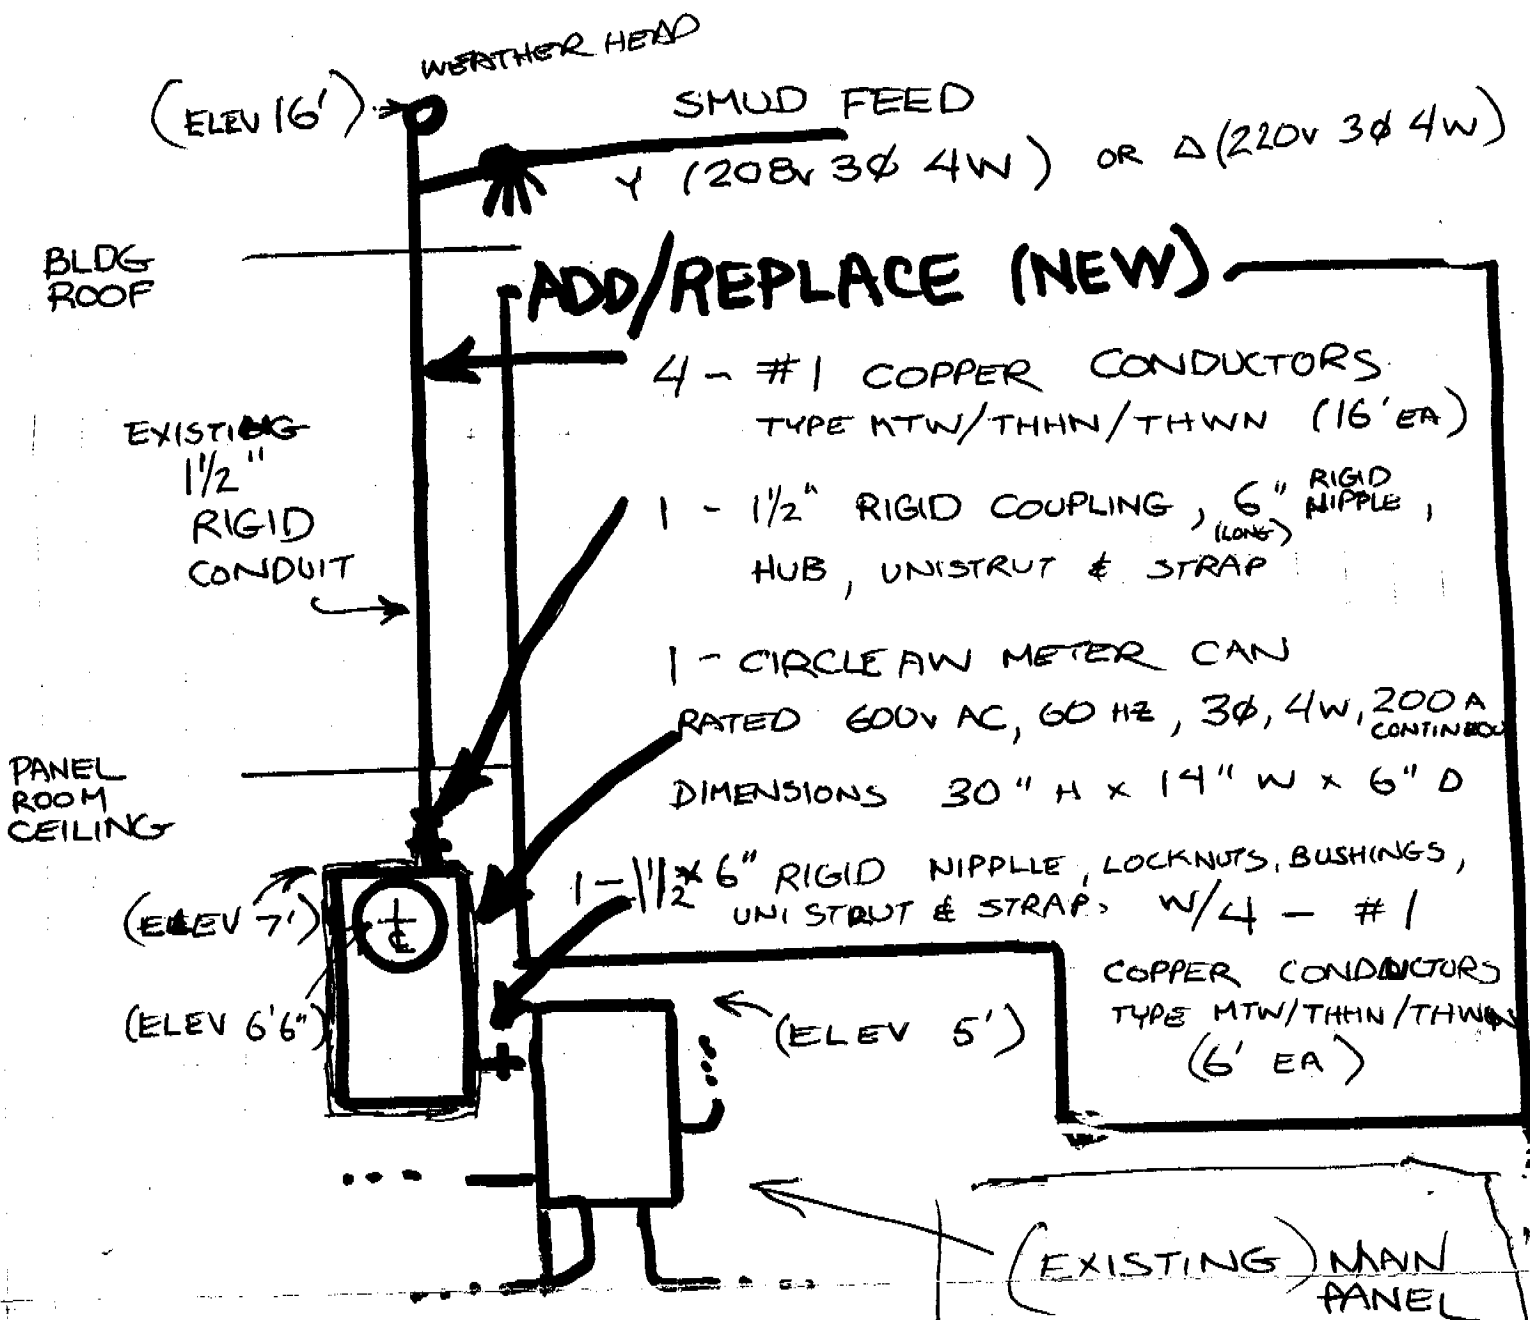 WEATHER HEAD
(ELEV 16')
SMUD FEED
Y (208v 3Ø 4W) OR Δ(220v 3Ø 4W)
BLDG
ROOF
ADD/REPLACE (NEW)
4 - #1 COPPER CONDUCTORS
TYPE MTW/THHN/THWN (16' EA)
EXISTING
1½"
RIGID
CONDUIT
1 - 1½" RIGID COUPLING, 6" RIGID NIPPLE,
(LONG)
HUB, UNISTRUT & STRAP
1 - CIRCLE AW METER CAN
RATED 600v AC, 60 HZ, 3Ø, 4W, 200 A
CONTINUOU
DIMENSIONS 30" H x 14" W x 6" D
PANEL
ROOM
CEILING
1 - 1½ x 6" RIGID NIPPLLE, LOCKNUTS, BUSHINGS,
UNISTRUT & STRAP, W/4 - #1
COPPER CONDUCTORS
TYPE MTW/THHN/THWN
(6' EA)
(ELEV 7')
℄
(ELEV 6'6")
(ELEV 5')
(EXISTING) MAIN
PANEL